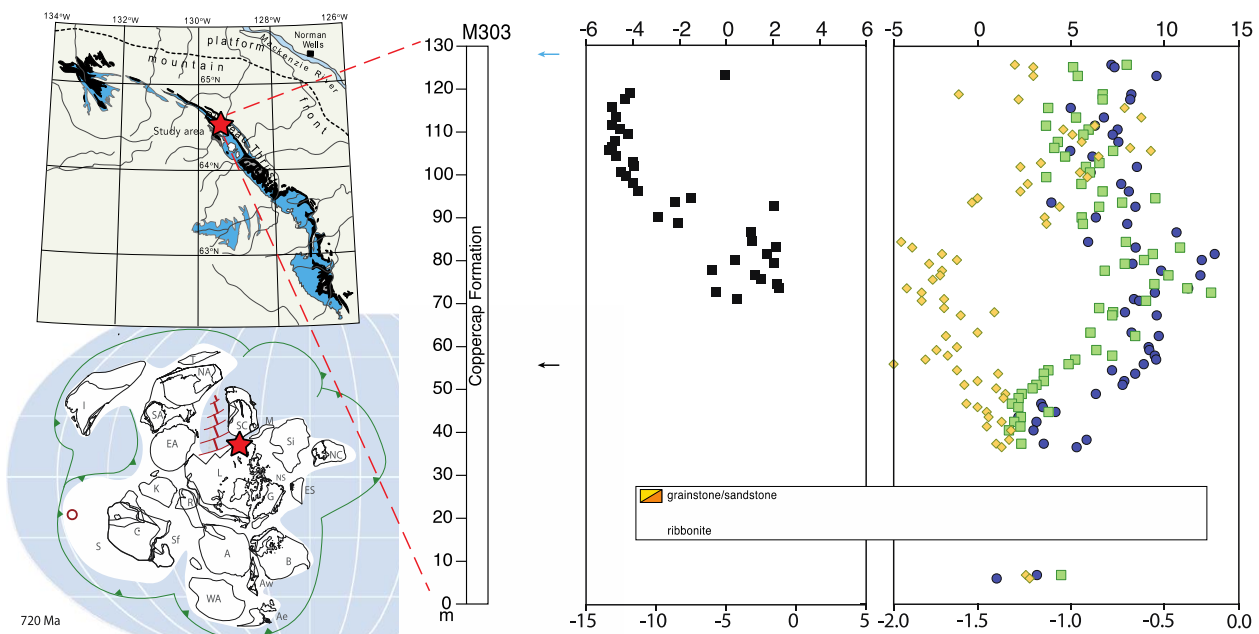 134°W 132°W 130°W 128°W 126°W
Norman
Wells
platform
Mackenzie River
mountain
front
65°N
Study area
64°N
63°N
M303
130
120
110
100
90
80
70
60
50
40
30
20
10
0
m
Coppercap Formation
-6 -4 -2 0 2 4 6
-15 -10 -5 0 5
-5 0 5 10 15
-2.0 -1.5 -1.0 -0.5 0.0
grainstone/sandstone
ribbonite
NA
I
SA
SC
M
EA
Si
NC
L
NS
K
R
G
ES
C
S
Sf
A
B
Aw
WA
Ae
720 Ma